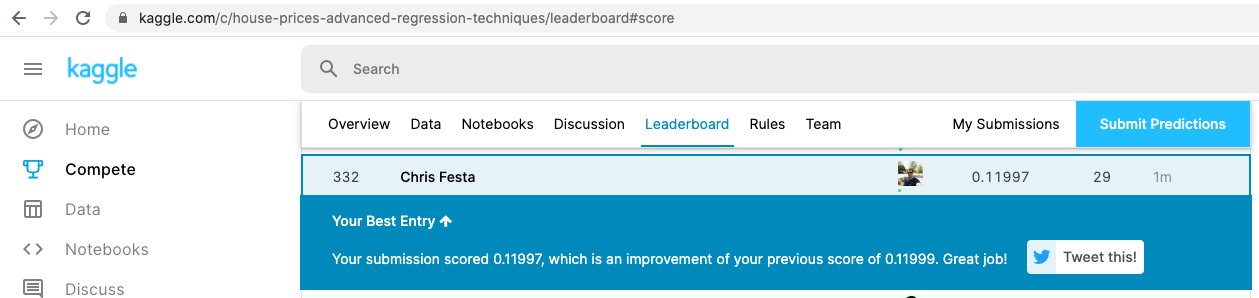 kaggle.com/c/house-prices-advanced-regression-techniques/leaderboard#score
kaggle
Search
Home
Compete
Data
Notebooks
Discuss
Overview Data Notebooks Discussion Leaderboard Rules Team My Submissions Submit Predictions
332 Chris Festa 0.11997 29 1m
Your Best Entry
Your submission scored 0.11997, which is an improvement of your previous score of 0.11999. Great job! Tweet this!